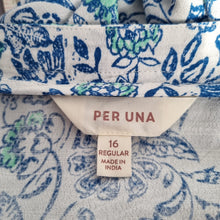 PER UNA
16
REGULAR
MADE IN
INDIA